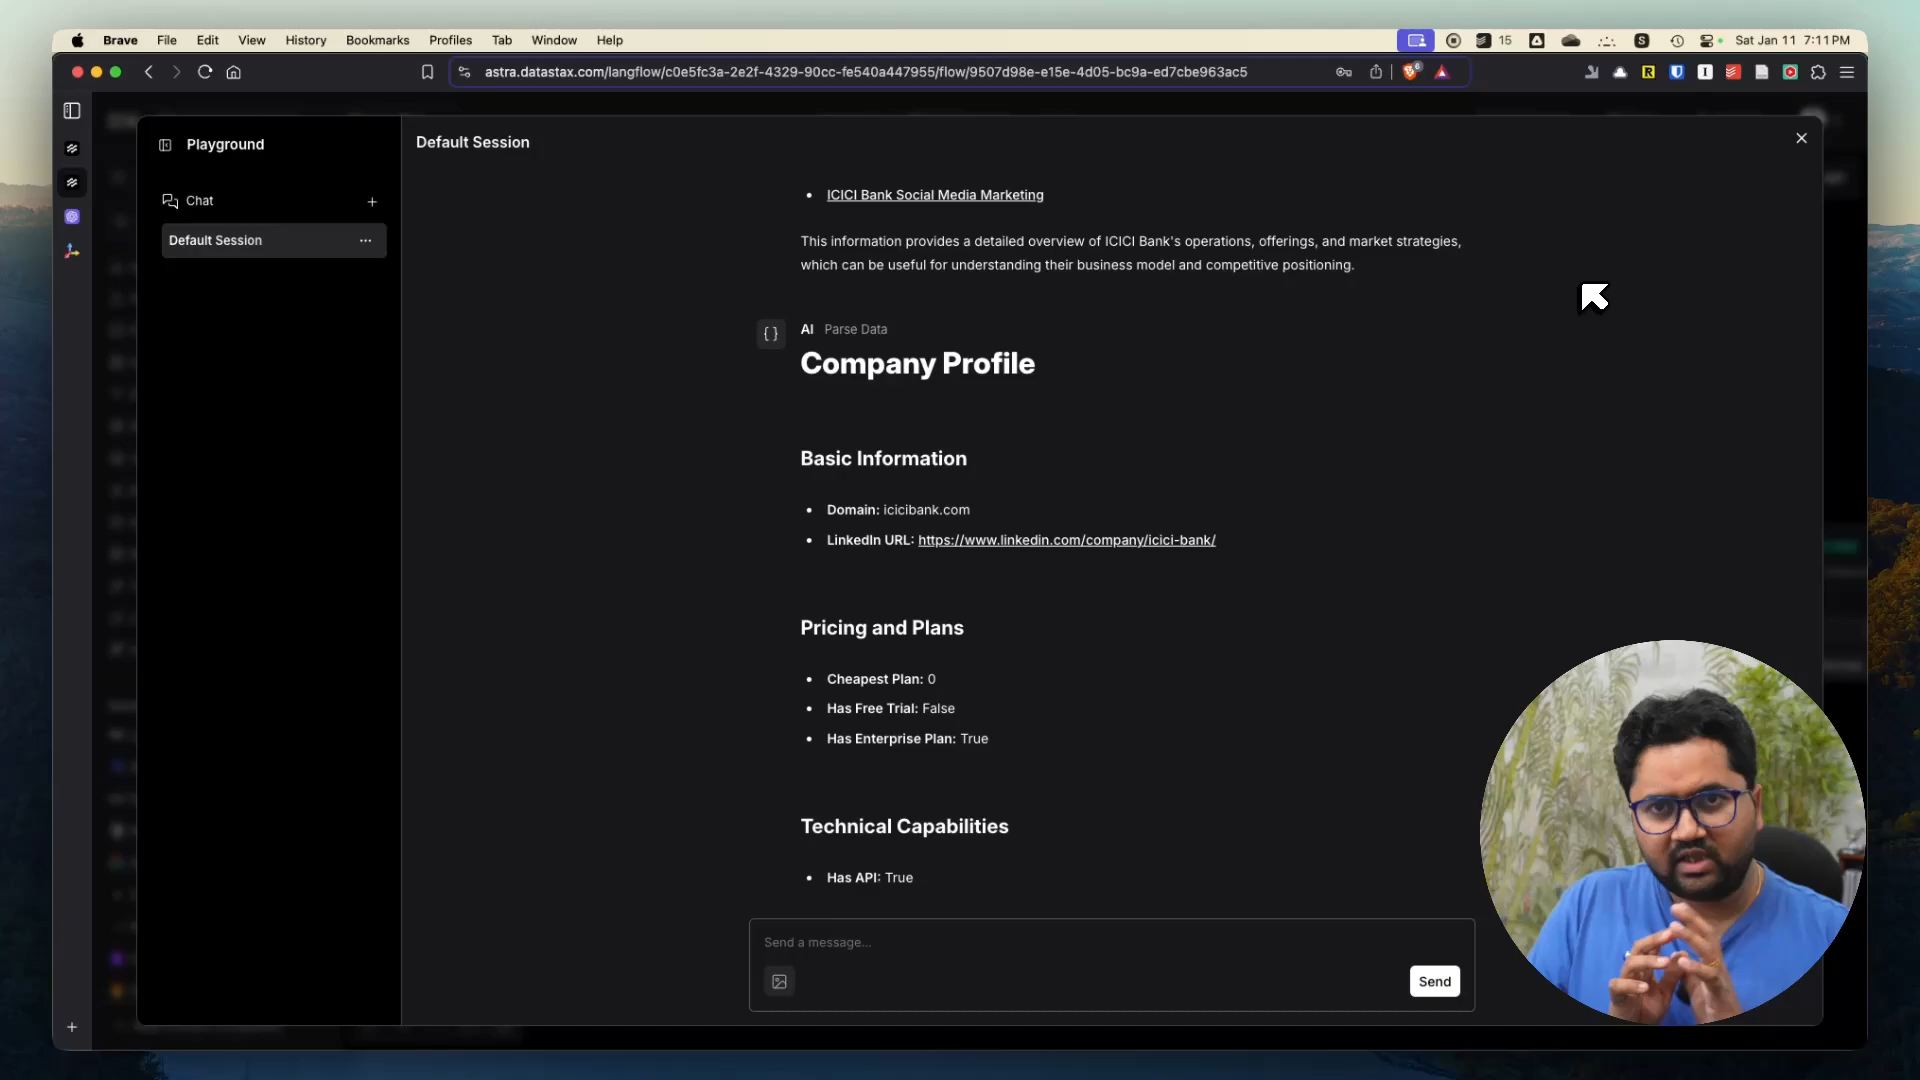 Brave File Edit View History Bookmarks Profiles Tab Window Help 15 S Sat Jan 11 7:11 PM
astra.datastax.com/langflow/c0e5fc3a-2e2f-4329-90cc-fe540a447955/flow/9507d98e-e15e-4d05-bc9a-ed7cbe963ac5 6 R I
Playground
Default Session
Chat
Default Session
ICICI Bank Social Media Marketing
This information provides a detailed overview of ICICI Bank's operations, offerings, and market strategies,
which can be useful for understanding their business model and competitive positioning.
AI Parse Data
Company Profile
Basic Information
Domain: icicibank.com
LinkedIn URL: https://www.linkedin.com/company/icici-bank/
Pricing and Plans
Cheapest Plan: 0
Has Free Trial: False
Has Enterprise Plan: True
Technical Capabilities
Has API: True
Send a message...
Send